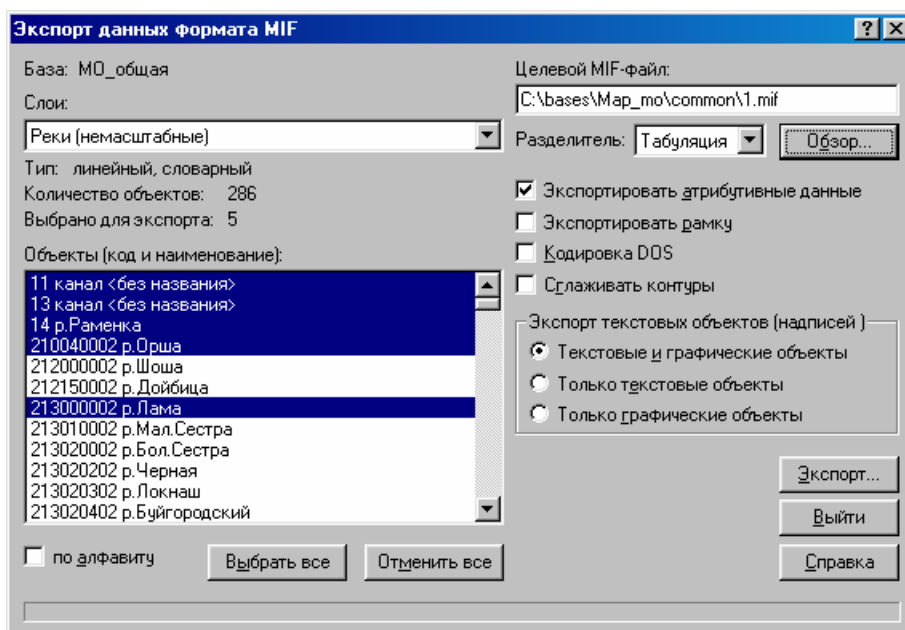 Экспорт данных формата MIF
База: МО_общая
Слои:
Реки (немасштабные)
Тип: линейный, словарный
Количество объектов: 286
Выбрано для экспорта: 5
Объекты (код и наименование):
11 канал <без названия>
13 канал <без названия>
14 р.Раменка
210040002 р.Орша
212000002 р.Шоша
212150002 р.Дойбица
213000002 р.Лама
213010002 р.Мал.Сестра
213020002 р.Бол.Сестра
213020202 р.Черная
213020302 р.Локнаш
213020402 р.Буйгородский
по алфавиту
Выбрать все
Отменить все
Целевой MIF-файл:
C:\bases\Map_mo\common\1.mif
Разделитель: Табуляция Обзор...
Экспортировать атрибутивные данные
Экспортировать рамку
Кодировка DOS
Сглаживать контуры
Экспорт текстовых объектов (надписей )
Текстовые и графические объекты
Только текстовые объекты
Только графические объекты
Экспорт...
Выйти
Справка